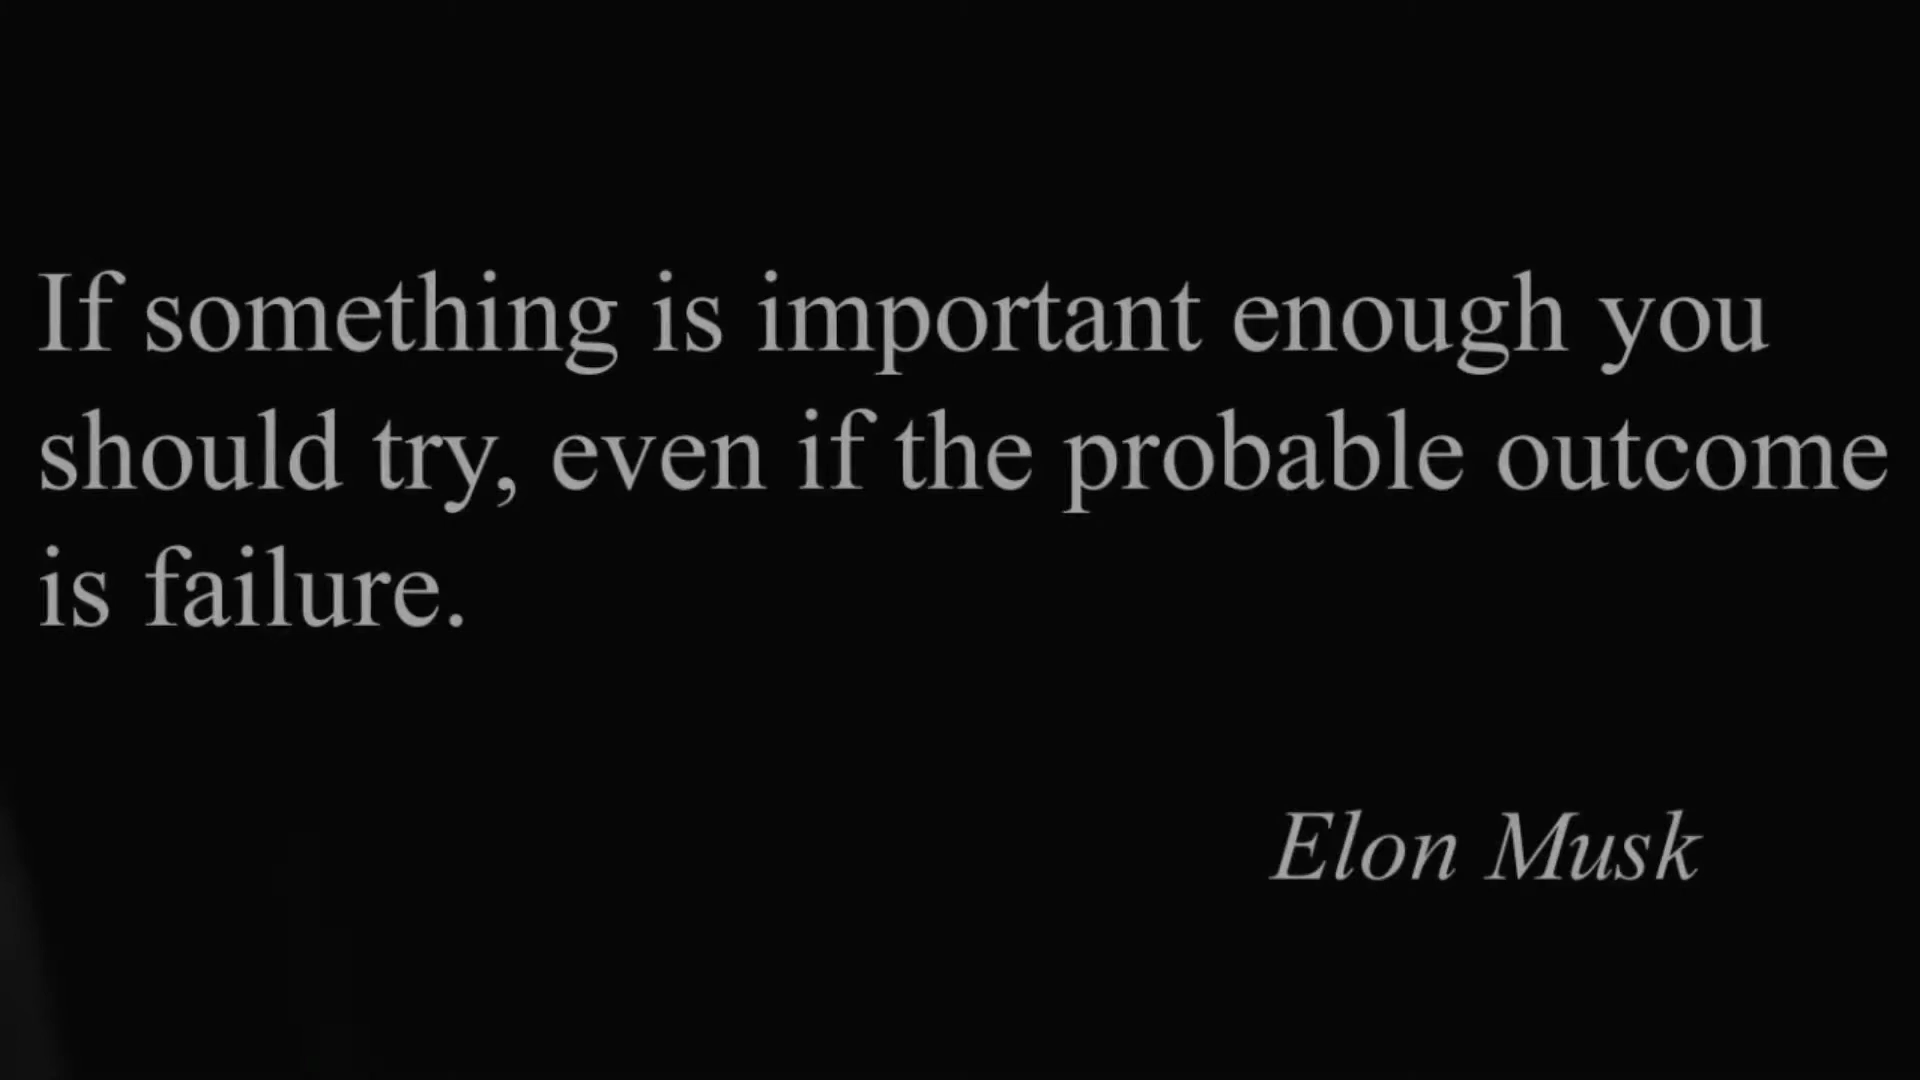 If something is important enough you
should try, even if the probable outcome
is failure.
Elon Musk